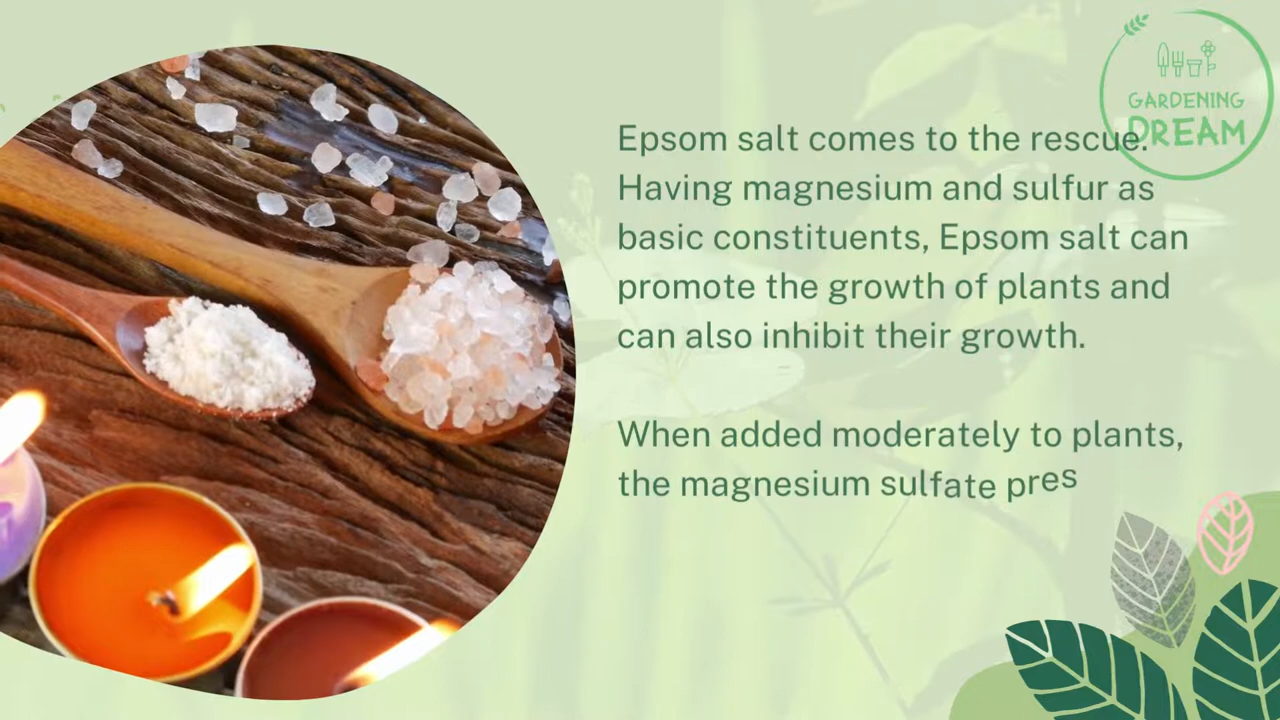 GARDENING
DREAM
Epsom salt comes to the rescue.
Having magnesium and sulfur as
basic constituents, Epsom salt can
promote the growth of plants and
can also inhibit their growth.
When added moderately to plants,
the magnesium sulfate pres